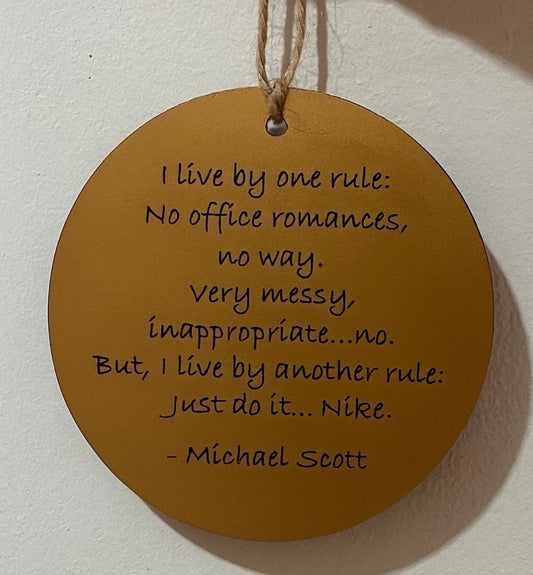 I live by one rule:
No office romances,
no way.
Very messy,
inappropriate...no.
But, I live by another rule:
Just do it... Nike.
- Michael Scott